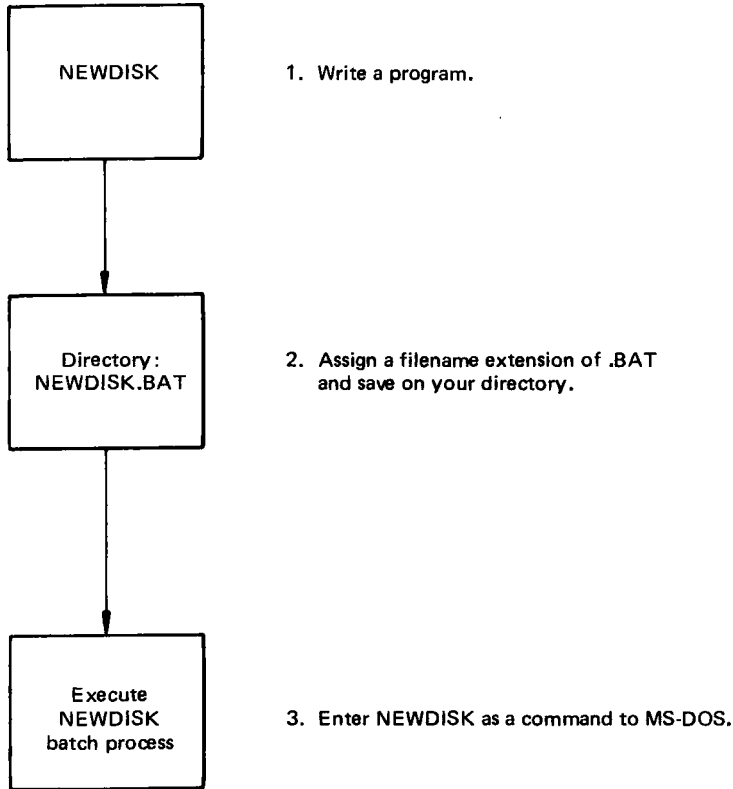 NEWDISK
1. Write a program.
Directory:
NEWDISK.BAT
2. Assign a filename extension of .BAT
and save on your directory.
Execute
NEWDISK
batch process
3. Enter NEWDISK as a command to MS-DOS.